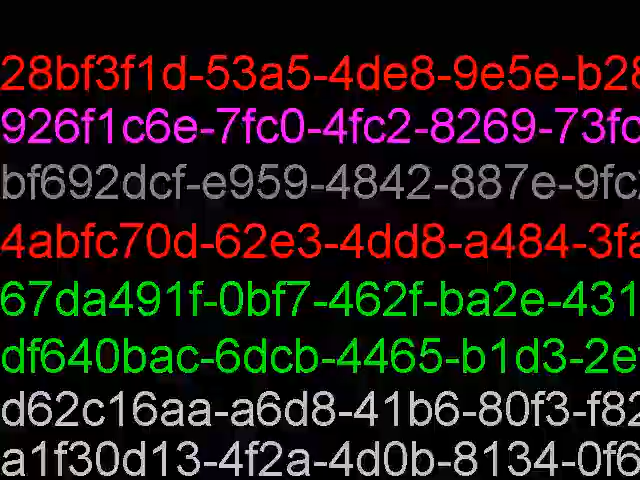 28bf3f1d-53a5-4de8-9e5e-b28
926f1c6e-7fc0-4fc2-8269-73fc
bf692dcf-e959-4842-887e-9fc
4abfc70d-62e3-4dd8-a484-3fa
67da491f-0bf7-462f-ba2e-431
df640bac-6dcb-4465-b1d3-2e
d62c16aa-a6d8-41b6-80f3-f82
a1f30d13-4f2a-4d0b-8134-0f6